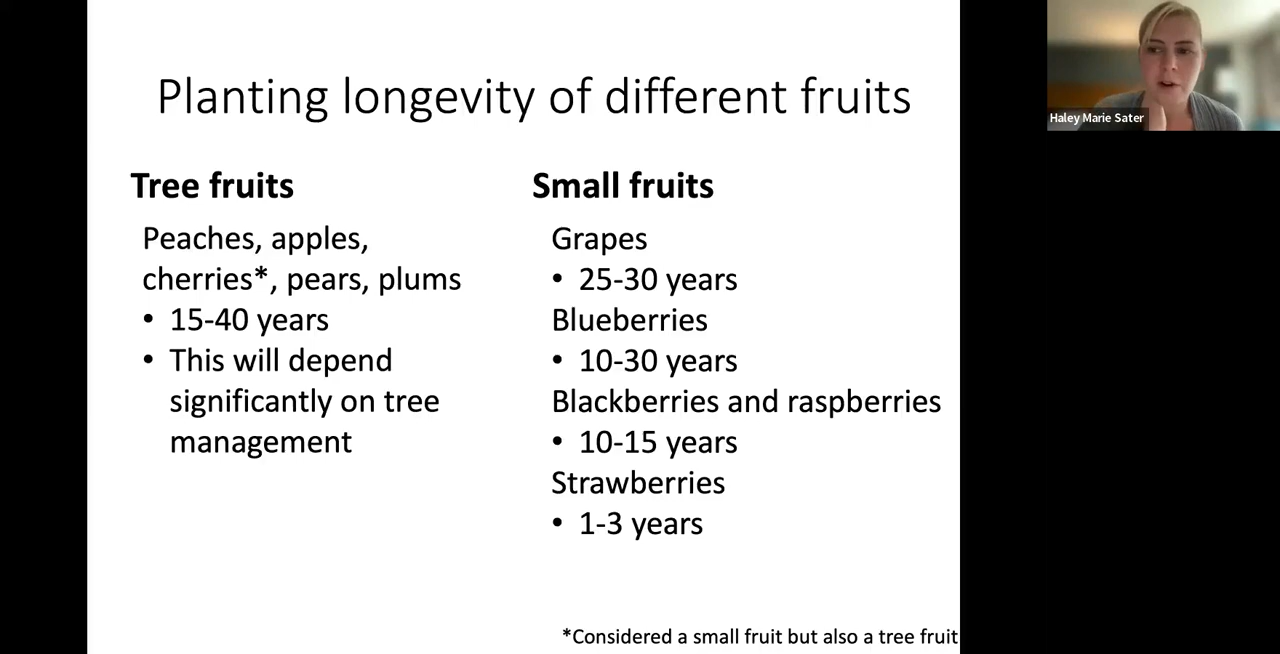 Planting longevity of different fruits
Tree fruits
Peaches, apples,
cherries*, pears, plums
• 15-40 years
• This will depend
significantly on tree
management
Small fruits
Grapes
• 25-30 years
Blueberries
• 10-30 years
Blackberries and raspberries
• 10-15 years
Strawberries
• 1-3 years
*Considered a small fruit but also a tree fruit
Haley Marie Sater